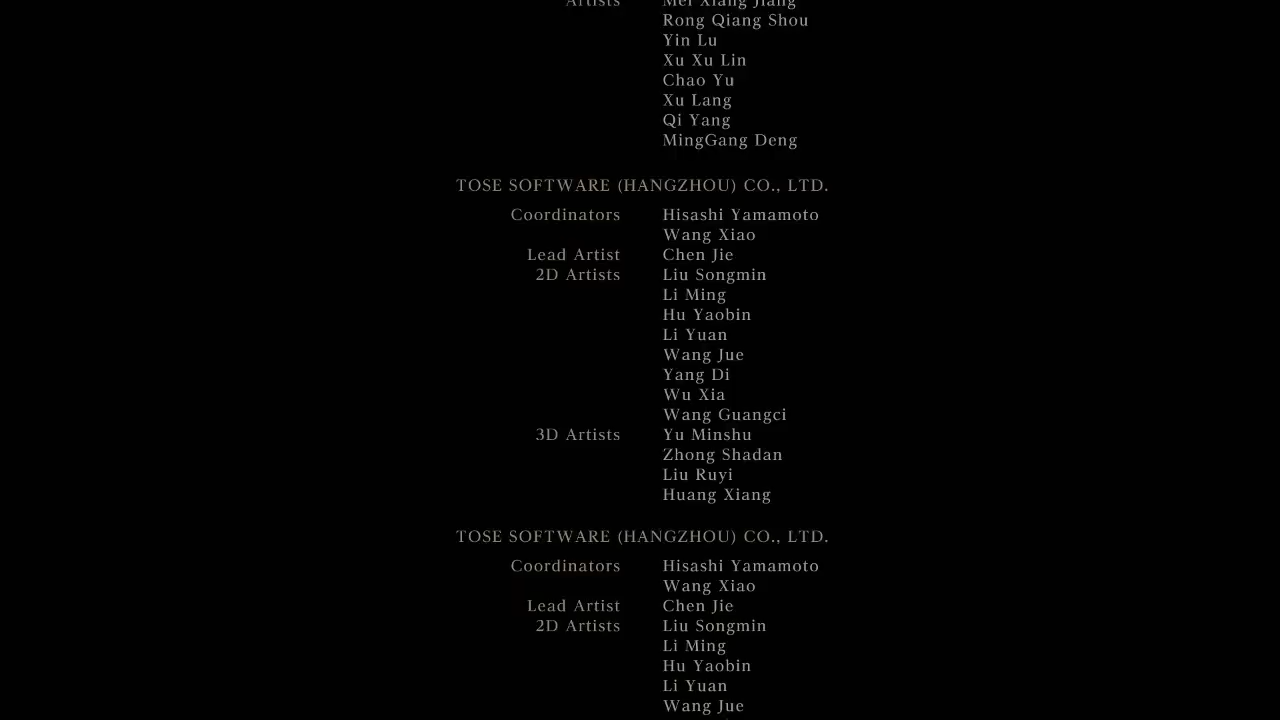 Artists Mei Xiang Jiang
Rong Qiang Shou
Yin Lu
Xu Xu Lin
Chao Yu
Xu Lang
Qi Yang
MingGang Deng
TOSE SOFTWARE (HANGZHOU) CO., LTD.
Coordinators Hisashi Yamamoto
Wang Xiao
Lead Artist Chen Jie
2D Artists Liu Songmin
Li Ming
Hu Yaobin
Li Yuan
Wang Jue
Yang Di
Wu Xia
Wang Guangci
3D Artists Yu Minshu
Zhong Shadan
Liu Ruyi
Huang Xiang
TOSE SOFTWARE (HANGZHOU) CO., LTD.
Coordinators Hisashi Yamamoto
Wang Xiao
Lead Artist Chen Jie
2D Artists Liu Songmin
Li Ming
Hu Yaobin
Li Yuan
Wang Jue